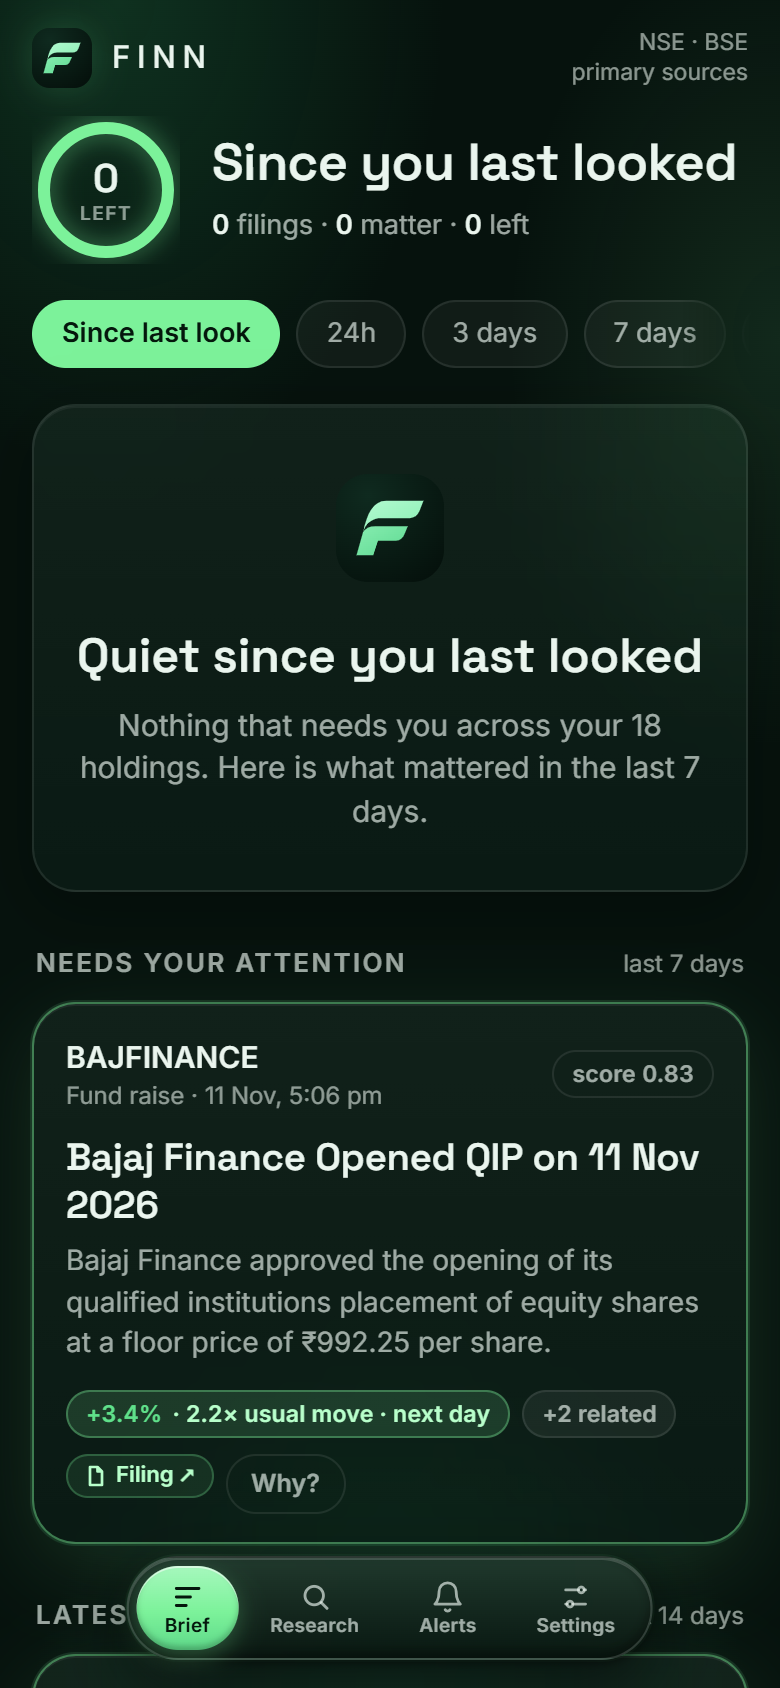 FINN
NSE · BSE
primary sources
0
LEFT
Since you last looked
0 filings · 0 matter · 0 left
Since last look
24h
3 days
7 days
Quiet since you last looked
Nothing that needs you across your 18
holdings. Here is what mattered in the last 7
days.
NEEDS YOUR ATTENTION
last 7 days
BAJFINANCE
Fund raise · 11 Nov, 5:06 pm
score 0.83
Bajaj Finance Opened QIP on 11 Nov
2026
Bajaj Finance approved the opening of its
qualified institutions placement of equity shares
at a floor price of ₹992.25 per share.
+3.4% · 2.2× usual move · next day
+2 related
Filing ↗
Why?
LATES
14 days
Brief
Research
Alerts
Settings